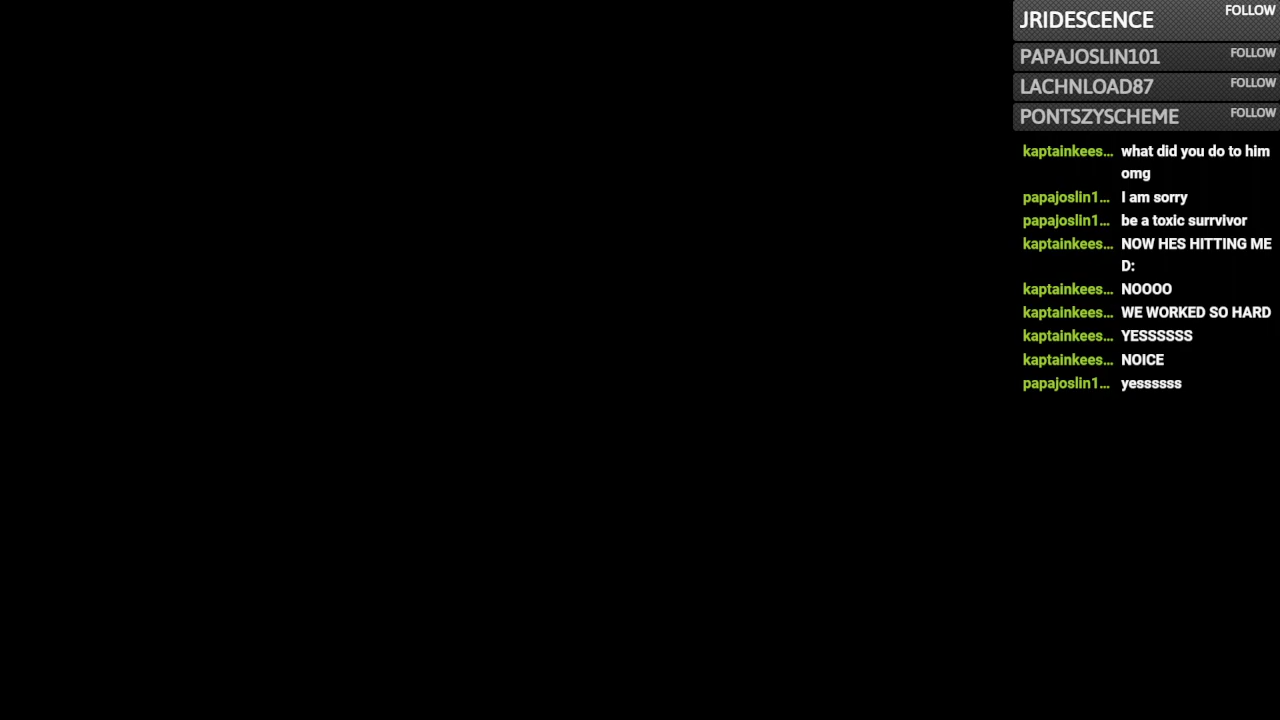 JRIDESCENCE FOLLOW
PAPAJOSLIN101 FOLLOW
LACHNLOAD87 FOLLOW
PONTSZYSCHEME FOLLOW
kaptainkees... what did you do to him
omg
papajoslin1... I am sorry
papajoslin1... be a toxic surrvivor
kaptainkees... NOW HES HITTING ME
D:
kaptainkees... NOOOO
kaptainkees... WE WORKED SO HARD
kaptainkees... YESSSSSS
kaptainkees... NOICE
papajoslin1... yessssss